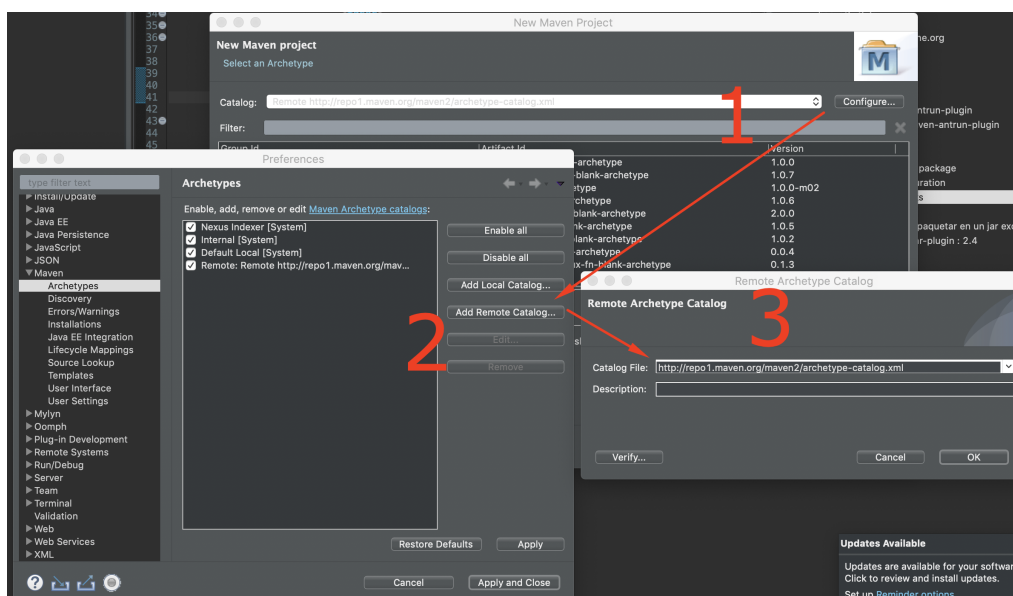 34
35
36
37
38
39
40
41
42
43
44
45
New Maven Project
New Maven project
Select an Archetype
Catalog:
Remote http://repo1.maven.org/maven2/archetype-catalog.xml
Configure...
Filter:
Group Id
Artifact Id
Version
-archetype
1.0.0
-blank-archetype
1.0.7
etype
1.0.0-m02
rchetype
1.0.6
blank-archetype
2.0.0
nk-archetype
1.0.5
lank-archetype
1.0.2
-archetype
0.0.4
ux-fn-blank-archetype
0.1.3
1
ne.org
antrun-plugin
ven-antrun-plugin
package
uration
s
paquetar en un jar exc
ar-plugin : 2.4
Preferences
type filter text
Install/Update
Java
Java EE
Java Persistence
JavaScript
JSON
Maven
Archetypes
Discovery
Errors/Warnings
Installations
Java EE Integration
Lifecycle Mappings
Source Lookup
Templates
User Interface
User Settings
Mylyn
Oomph
Plug-in Development
Remote Systems
Run/Debug
Server
Team
Terminal
Validation
Web
Web Services
XML
Archetypes
Enable, add, remove or edit Maven Archetype catalogs:
Nexus Indexer [System]
Internal [System]
Default Local [System]
Remote: Remote http://repo1.maven.org/mav...
Enable all
Disable all
Add Local Catalog...
Add Remote Catalog...
Edit...
Remove
2
Restore Defaults
Apply
Cancel
Apply and Close
Remote Archetype Catalog
Remote Archetype Catalog
3
Catalog File:
http://repo1.maven.org/maven2/archetype-catalog.xml
Description:
Verify...
Cancel
OK
Updates Available
Updates are available for your softwar
Click to review and install updates.
Set up Reminder options